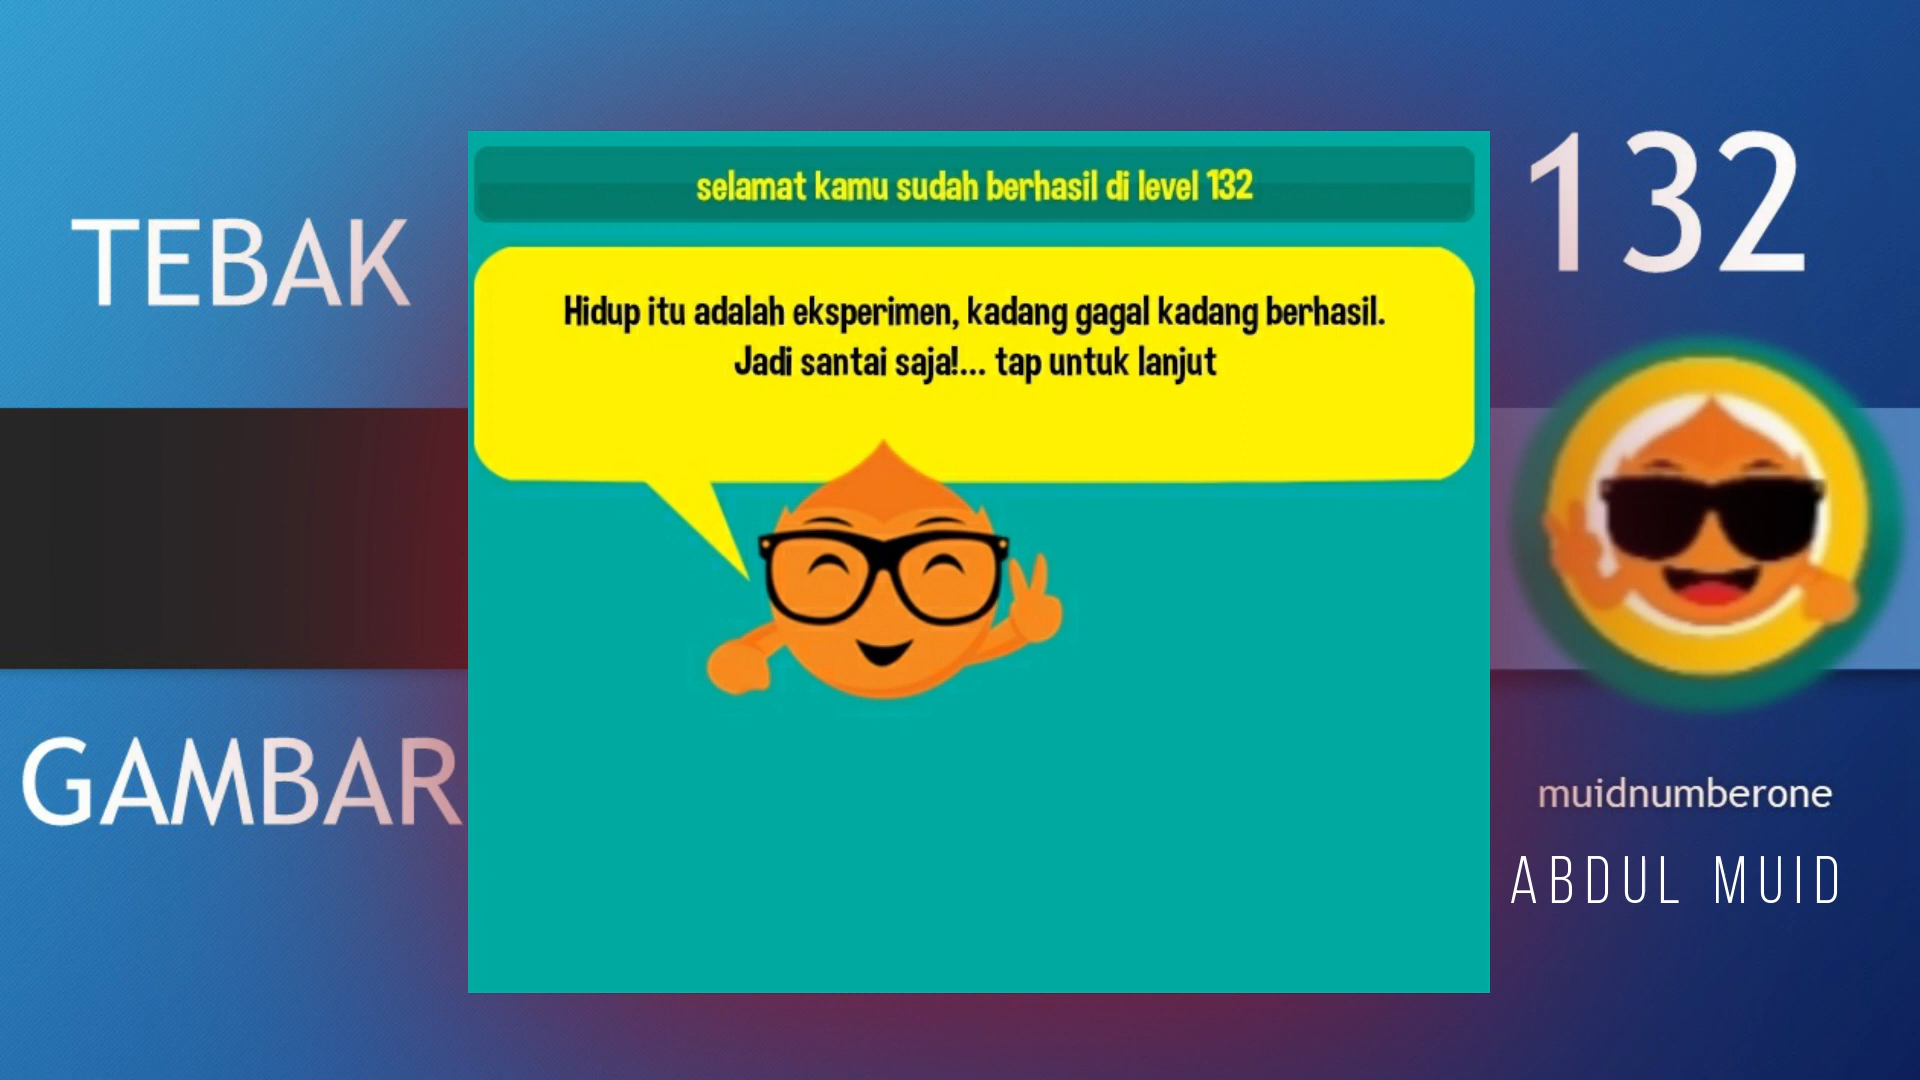 TEBAK
GAMBAR
selamat kamu sudah berhasil di level 132
Hidup itu adalah eksperimen, kadang gagal kadang berhasil.
Jadi santai saja!... tap untuk lanjut
132
muidnumberone
ABDUL MUID